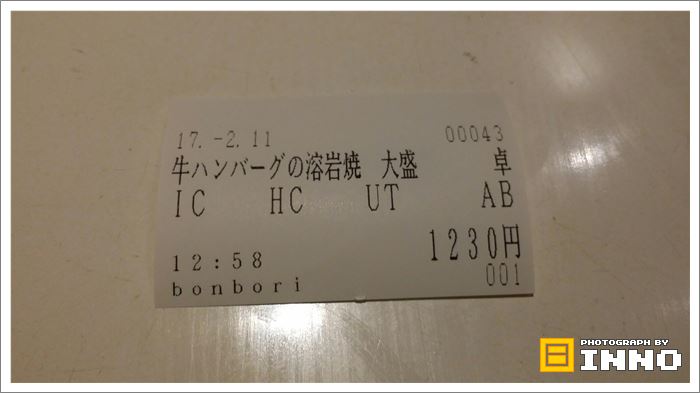 17.-2.11 00043
牛ハンバーグの溶岩焼 大盛 卓
IC HC UT AB
1230円
12:58
001
bonbori
PHOTOGRAPH BY
INNO